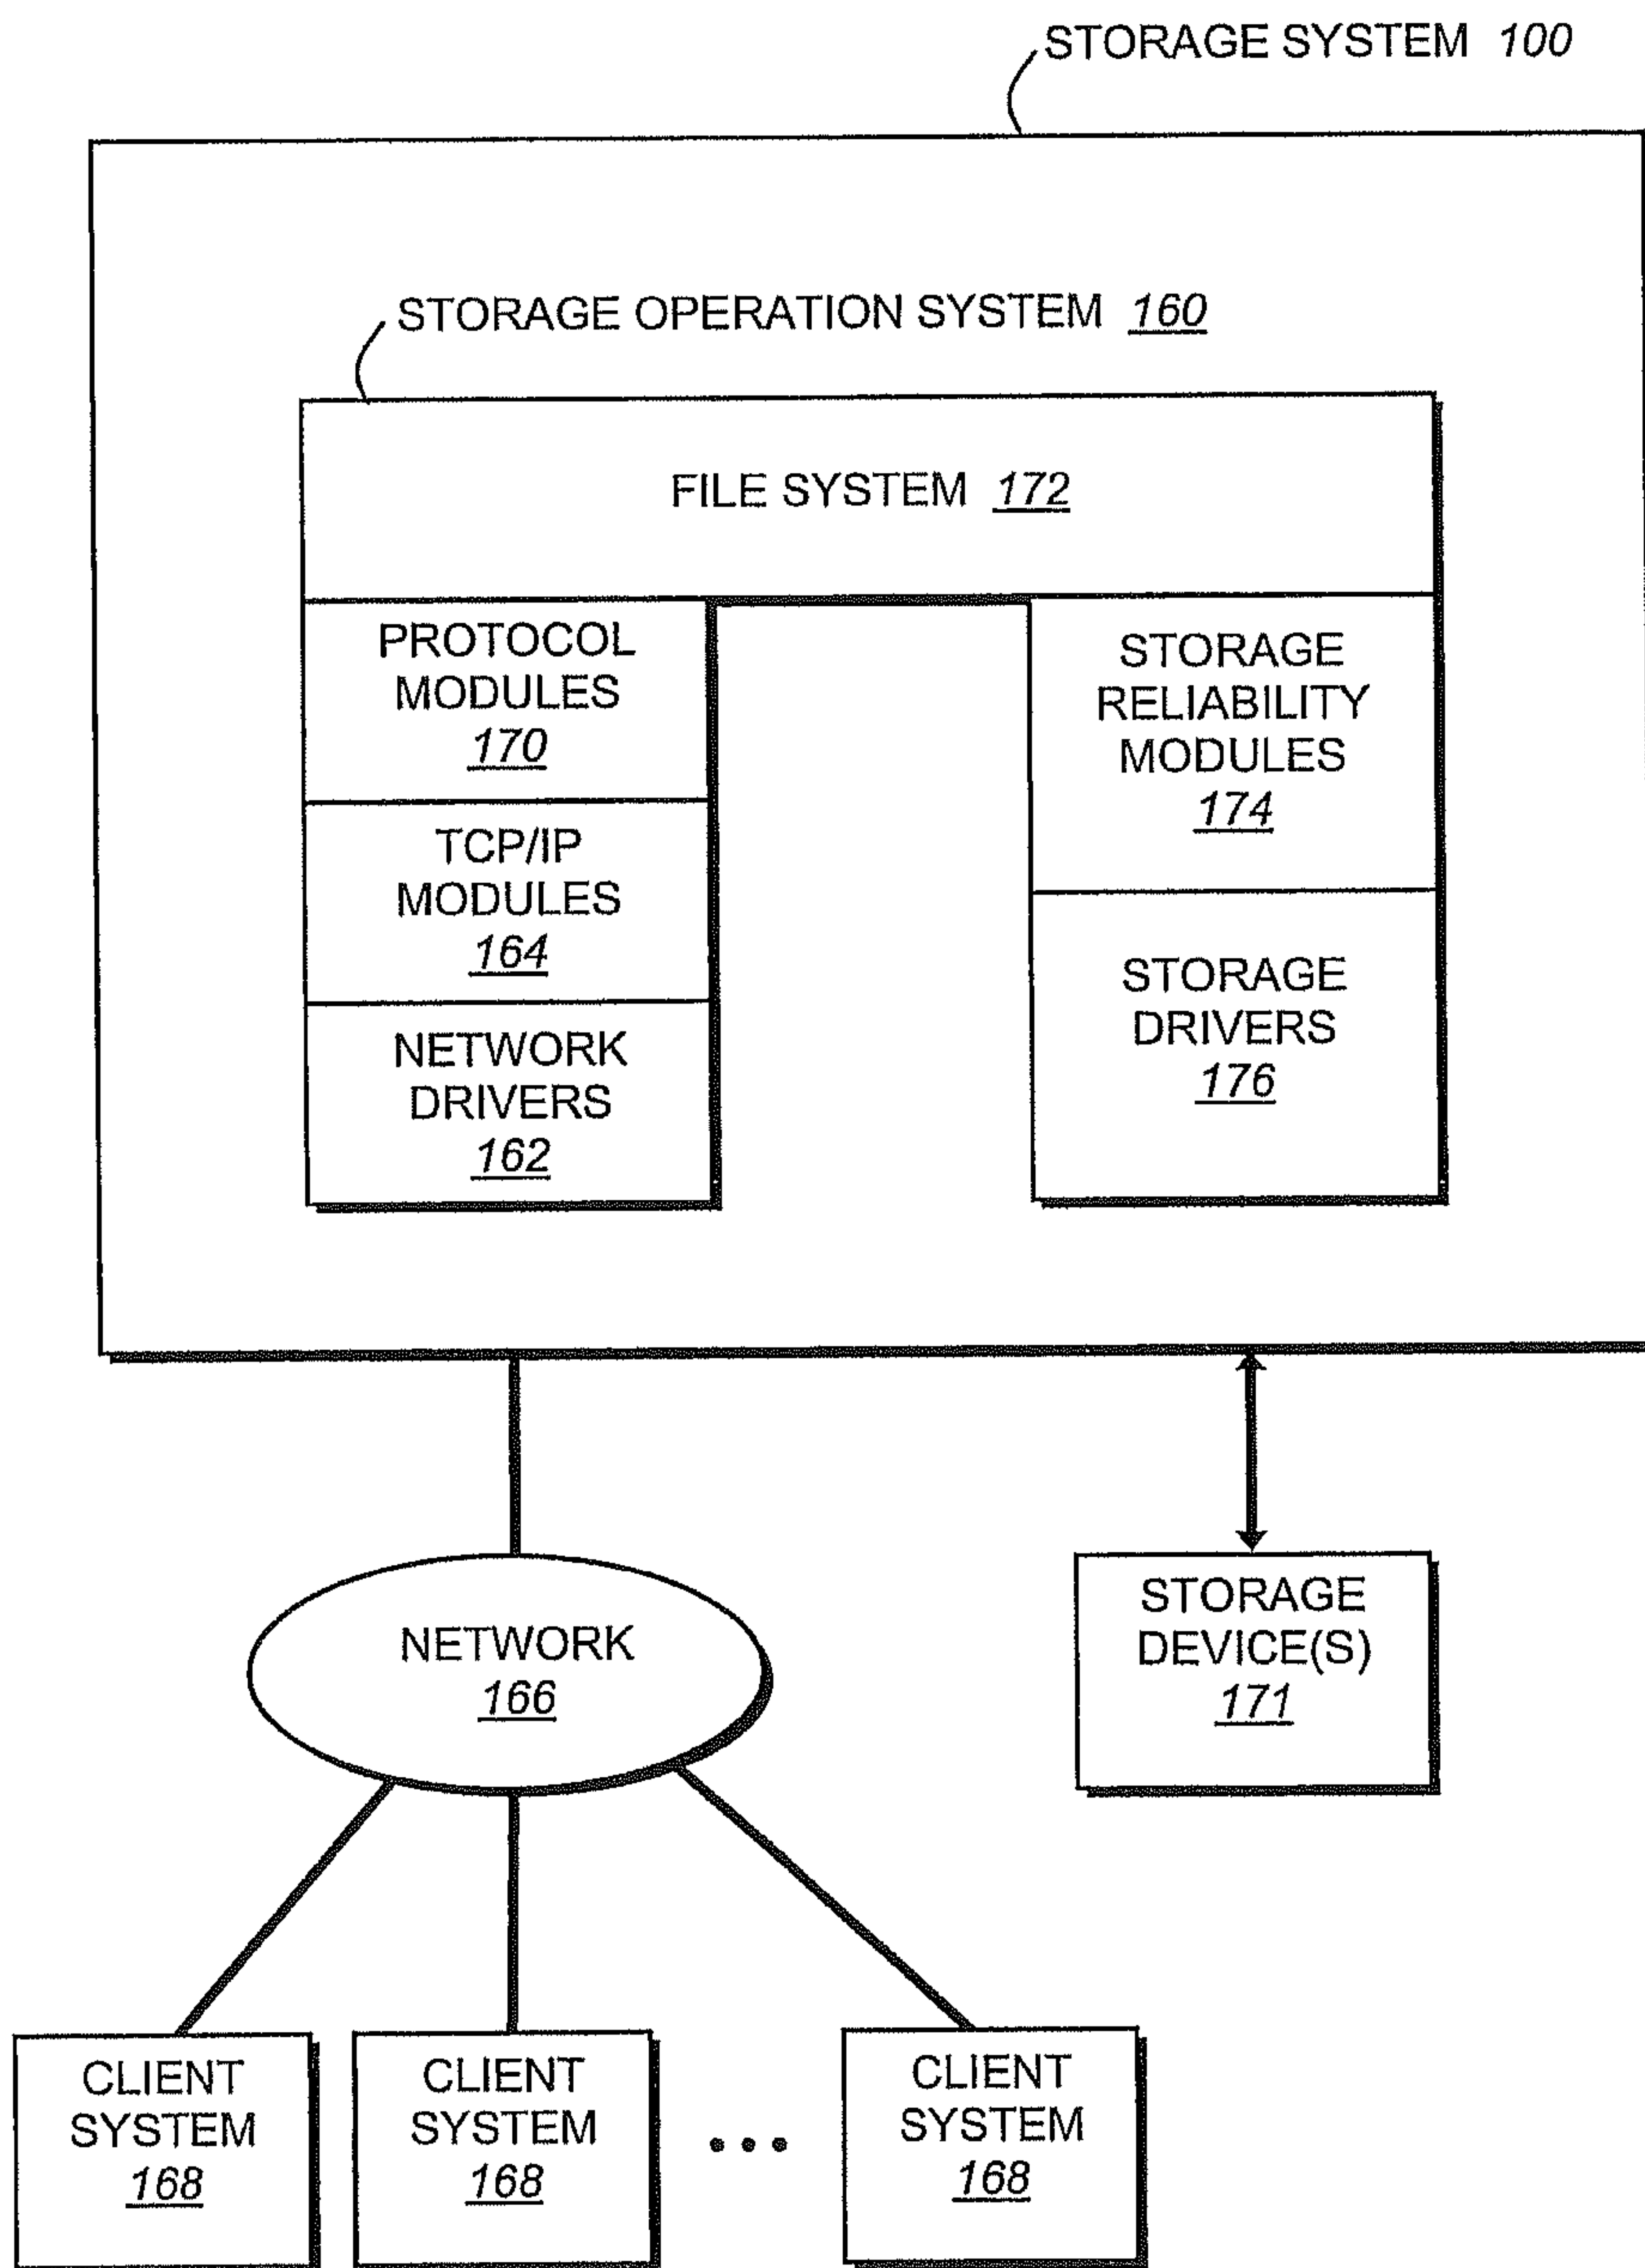 STORAGE SYSTEM 100
STORAGE OPERATION SYSTEM 160
FILE SYSTEM 172
PROTOCOL
MODULES
170
TCP/IP
MODULES
164
NETWORK
DRIVERS
162
STORAGE
RELIABILITY
MODULES
174
STORAGE
DRIVERS
176
NETWORK
166
STORAGE
DEVICE(S)
171
CLIENT
SYSTEM
168
CLIENT
SYSTEM
168
• • •
CLIENT
SYSTEM
168